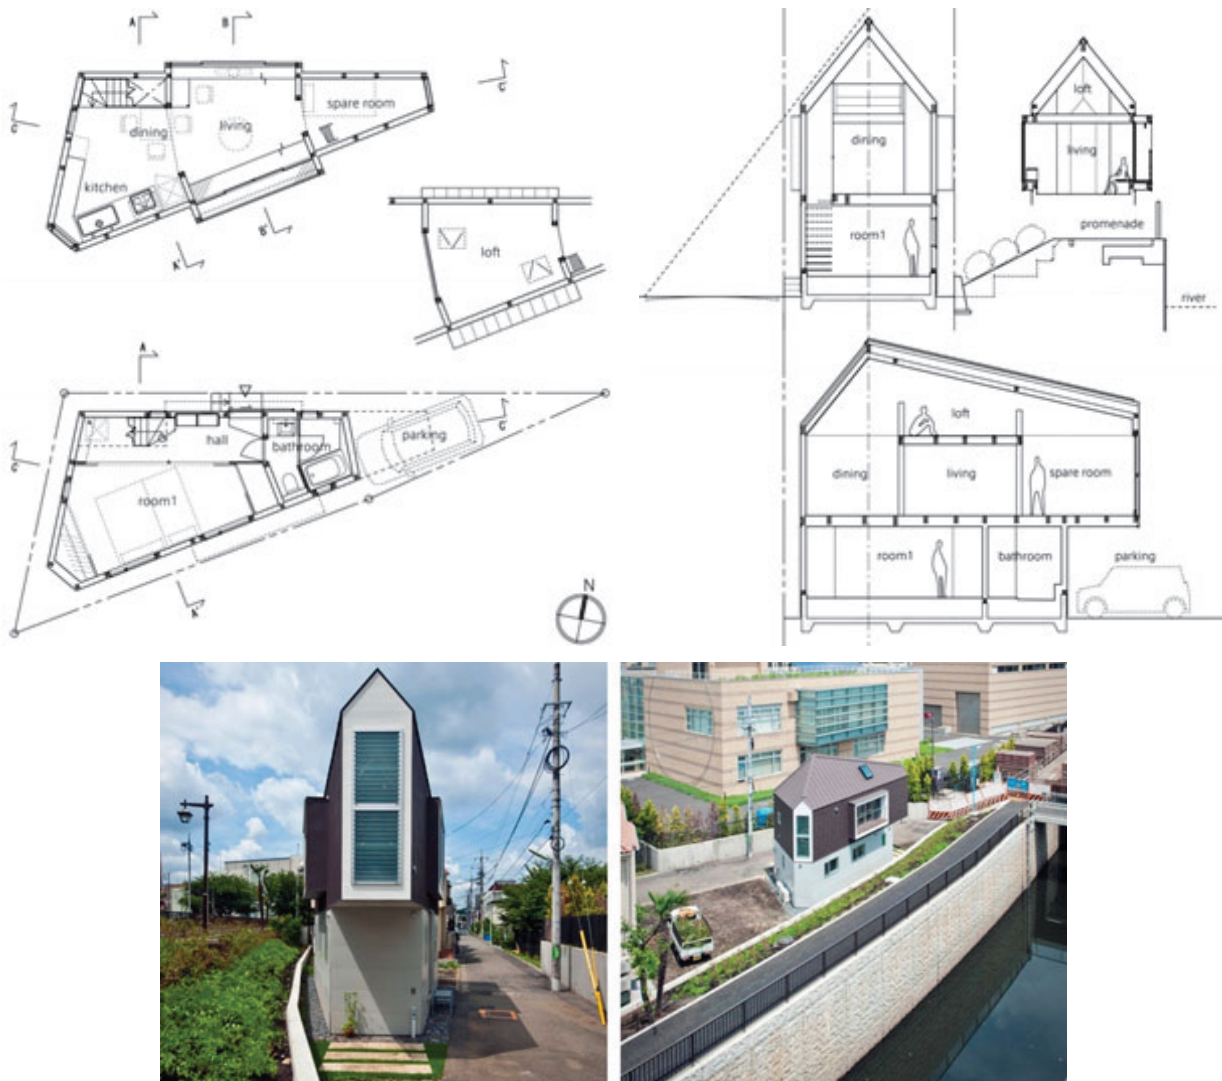 A
B
C
C'
spare room
dining
living
kitchen
A'
B'
loft
A
C
C'
hall
bathroom
parking
room1
A'
N
dining
room1
loft
living
promenade
river
loft
dining
living
spare room
room1
bathroom
parking